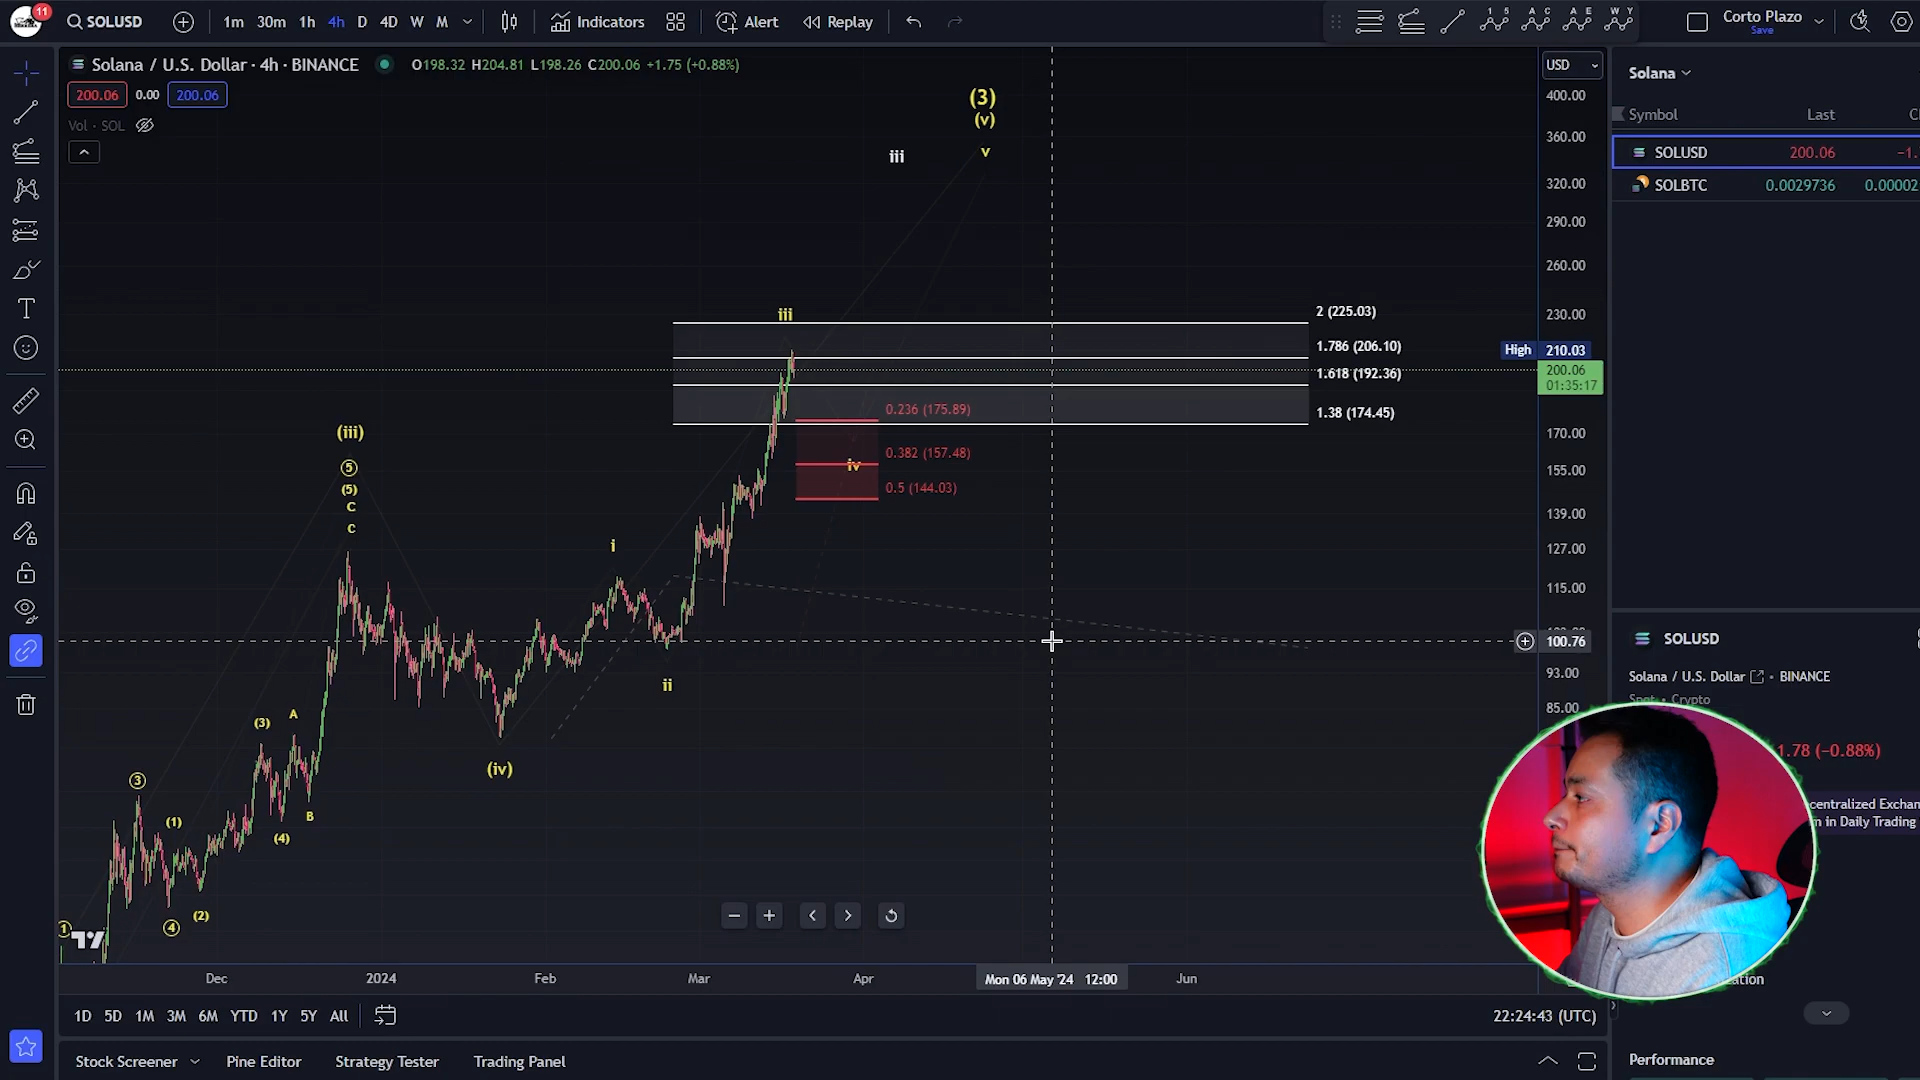 11
SOLUSD
1m 30m 1h 4h D 4D W M
Indicators
Alert
Replay
1 5
A C
A E
W Y
Corto Plazo
Save
Solana / U.S. Dollar · 4h · BINANCE
O198.32 H204.81 L198.26 C200.06 +1.75 (+0.88%)
200.06 0.00 200.06
Vol · SOL
USD
400.00
360.00
320.00
290.00
260.00
230.00
High 210.03
200.06
01:35:17
170.00
155.00
139.00
127.00
115.00
100.76
93.00
85.00
(3)
(v)
v
iii
iii
2 (225.03)
1.786 (206.10)
1.618 (192.36)
1.38 (174.45)
0.236 (175.89)
0.382 (157.48)
0.5 (144.03)
iv
(iii)
5
(5)
C
C
i
ii
(iv)
(3)
A
B
(4)
3
(1)
(2)
4
1
Dec 2024 Feb Mar Apr Mon 06 May '24 12:00 Jun
1D 5D 1M 3M 6M YTD 1Y 5Y All
22:24:43 (UTC)
Stock Screener Pine Editor Strategy Tester Trading Panel
Solana
Symbol Last
SOLUSD 200.06 −1.
SOLBTC 0.0029736 0.00002
SOLUSD
Solana / U.S. Dollar · BINANCE
Spot · Crypto
1.78 (−0.88%)
centralized Exchan
in Daily Trading
Performance